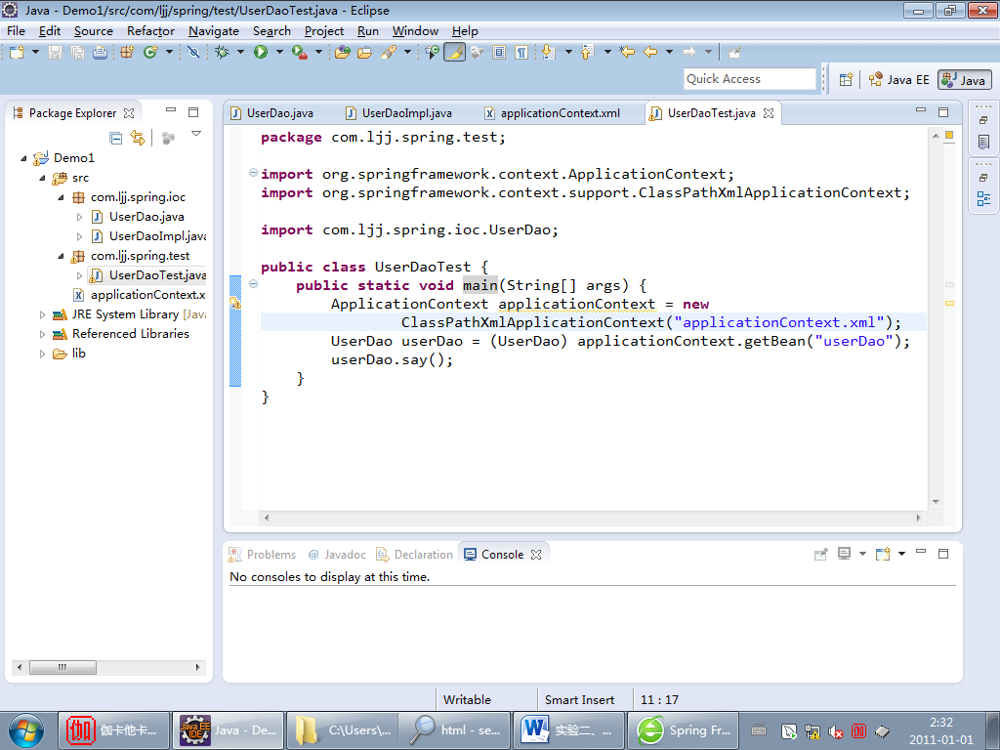 Java - Demo1/src/com/ljj/spring/test/UserDaoTest.java - Eclipse
File Edit Source Refactor Navigate Search Project Run Window Help
Quick Access
Java EE
Java
Package Explorer
Demo1
src
com.ljj.spring.ioc
UserDao.java
UserDaoImpl.java
com.ljj.spring.test
UserDaoTest.java
applicationContext.x
JRE System Library [Java
Referenced Libraries
lib
UserDao.java UserDaoImpl.java applicationContext.xml UserDaoTest.java
package com.ljj.spring.test;
import org.springframework.context.ApplicationContext;
import org.springframework.context.support.ClassPathXmlApplicationContext;
import com.ljj.spring.ioc.UserDao;
public class UserDaoTest {
public static void main(String[] args) {
ApplicationContext applicationContext = new
ClassPathXmlApplicationContext("applicationContext.xml");
UserDao userDao = (UserDao) applicationContext.getBean("userDao");
userDao.say();
}
}
Problems @ Javadoc Declaration Console
No consoles to display at this time.
Writable Smart Insert 11 : 17
伽 伽卡他卡... Java EE IDE Java - De... C:\Users\... html - se... 实验二、... Spring Fr...
2:32
2011-01-01